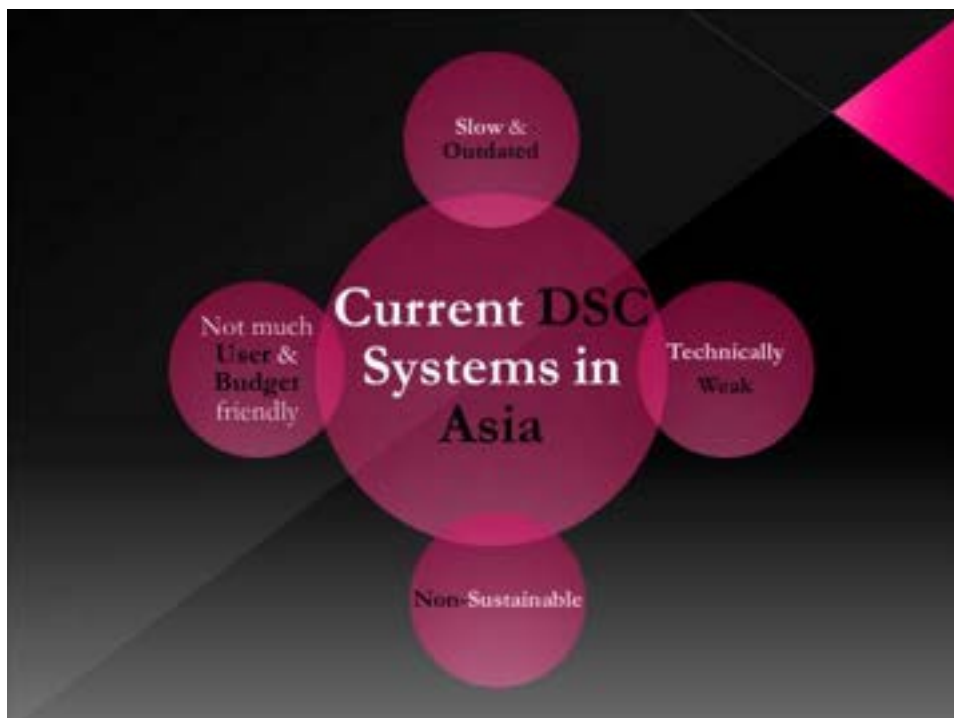 Slow &
Outdated
Not much
User &
Budget
friendly
Current DSC
Systems in
Asia
Technically
Weak
Non-Sustainable